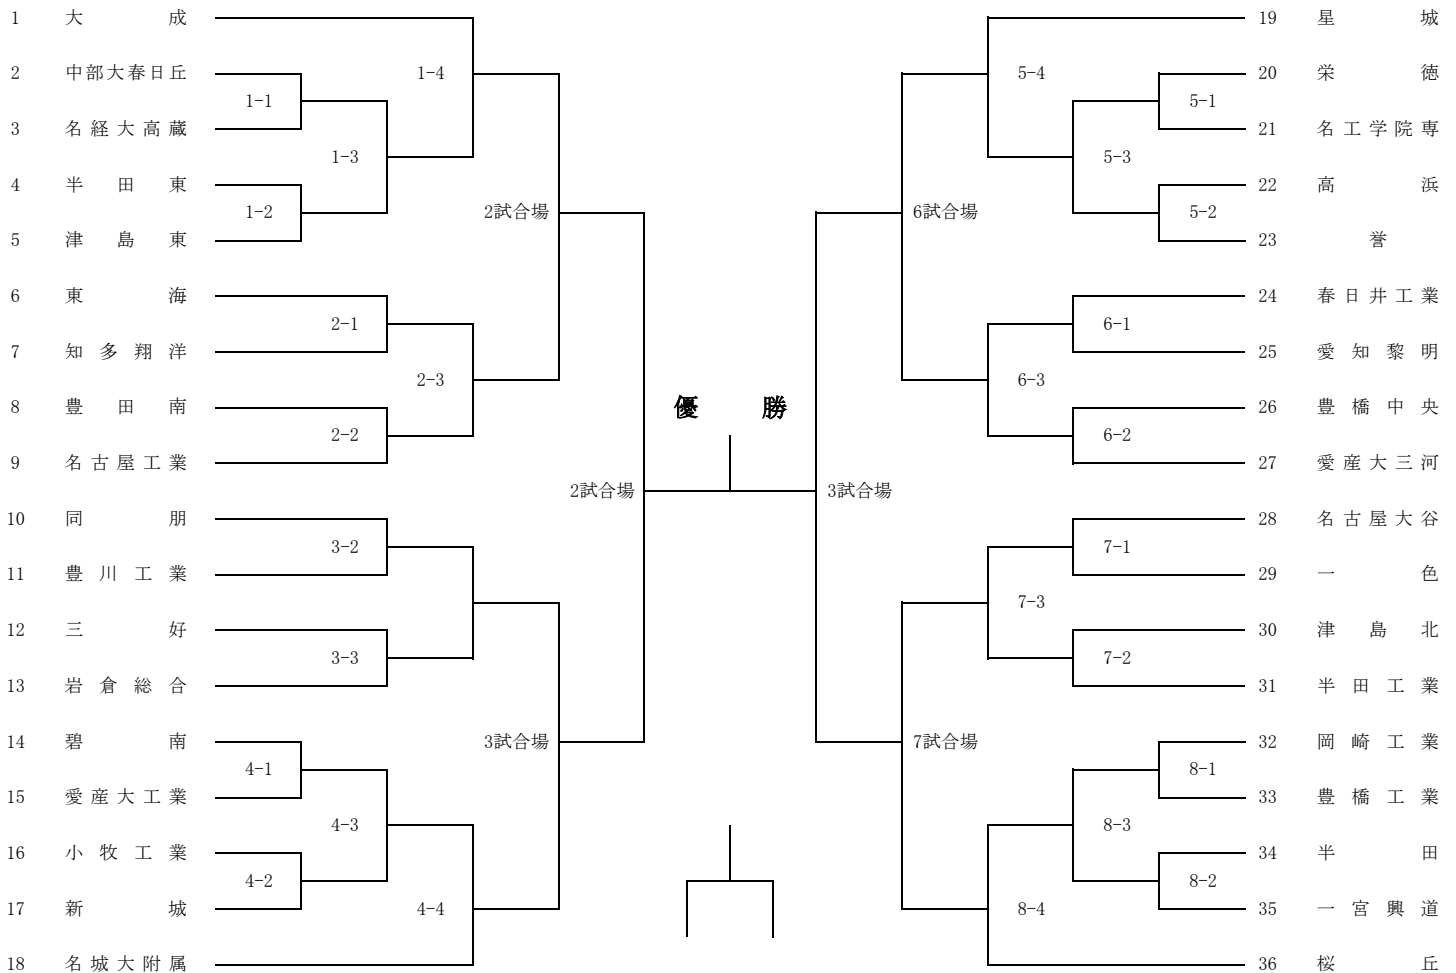 1 大成 19 星城
2 中部大春日丘 1-4 5-4 20 栄徳
1-1 5-1
3 名経大高蔵 21 名工学院専
1-3 5-3
4 半田東 22 高浜
1-2 2試合場 6試合場 5-2
5 津島東 23 誉
6 東海 24 春日井工業
2-1 6-1
7 知多翔洋 25 愛知黎明
2-3 6-3
8 豊田南 優勝 26 豊橋中央
2-2 6-2
9 名古屋工業 27 愛産大三河
2試合場 3試合場
10 同朋 28 名古屋大谷
3-2 7-1
11 豊川工業 29 一色
7-3
12 三好 30 津島北
3-3 7-2
13 岩倉総合 31 半田工業
14 碧南 3試合場 7試合場 32 岡崎工業
4-1 8-1
15 愛産大工業 33 豊橋工業
4-3 8-3
16 小牧工業 34 半田
4-2 8-2
17 新城 4-4 8-4 35 一宮興道
18 名城大附属 36 桜丘